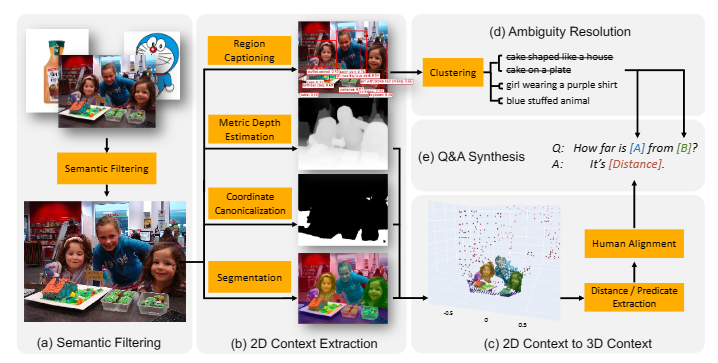 Semantic Filtering
(a) Semantic Filtering
Region
Captioning
Metric Depth
Estimation
Coordinate
Canonicalization
Segmentation
(b) 2D Context Extraction
(d) Ambiguity Resolution
Clustering
cake shaped like a house
cake on a plate
girl wearing a purple shirt
blue stuffed animal
(e) Q&A Synthesis
Q: How far is [A] from [B]?
A: It's [Distance].
Human Alignment
Distance / Predicate
Extraction
-0.5 0 0.5
(c) 2D Context to 3D Context